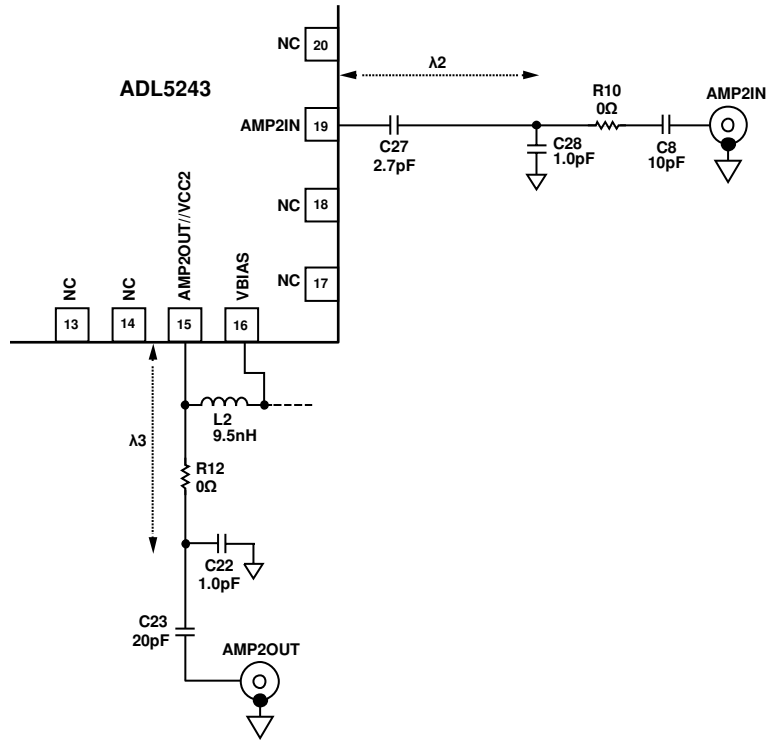 NC
20
λ2
ADL5243
R10
0Ω
AMP2IN
AMP2IN
19
C27
2.7pF
C28
1.0pF
C8
10pF
NC
18
NC
17
NC
NC
AMP2OUT//VCC2
VBIAS
13
14
15
16
L2
9.5nH
λ3
R12
0Ω
C22
1.0pF
C23
20pF
AMP2OUT